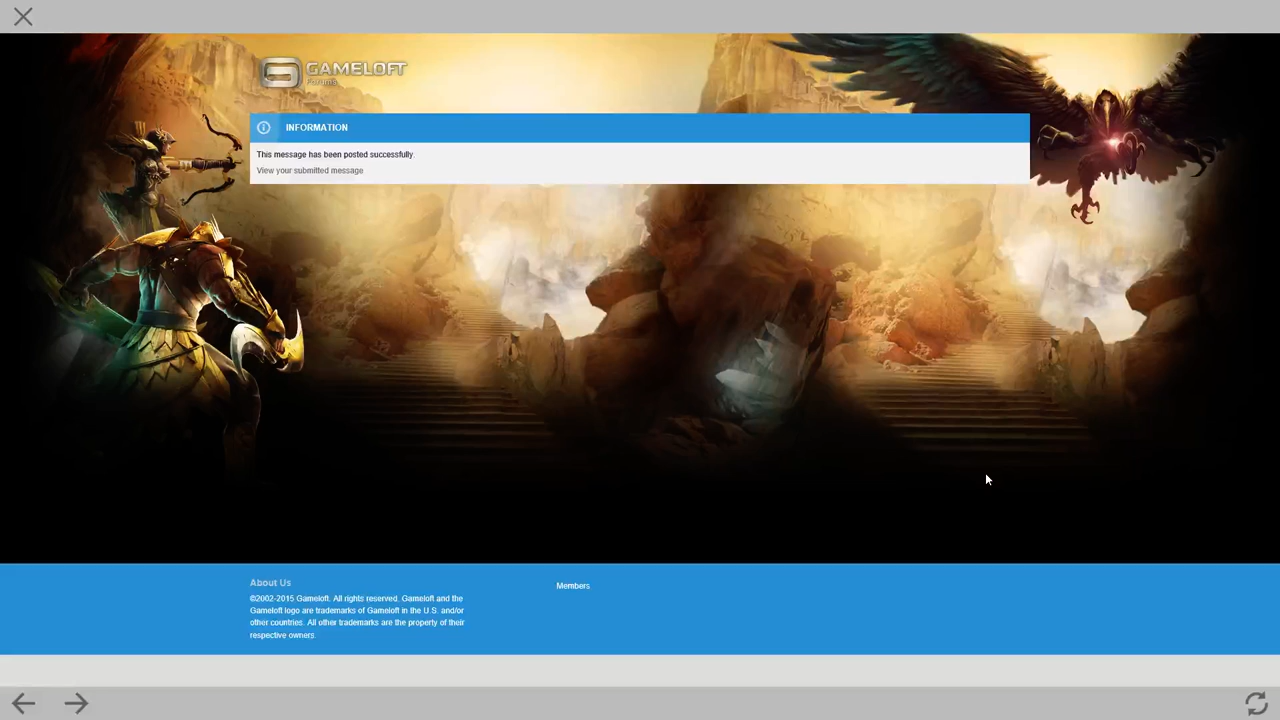 GAMELOFT
Forums
INFORMATION
This message has been posted successfully.
View your submitted message
About Us
©2002-2015 Gameloft. All rights reserved. Gameloft and the
Gameloft logo are trademarks of Gameloft in the U.S. and/or
other countries. All other trademarks are the property of their
respective owners.
Members